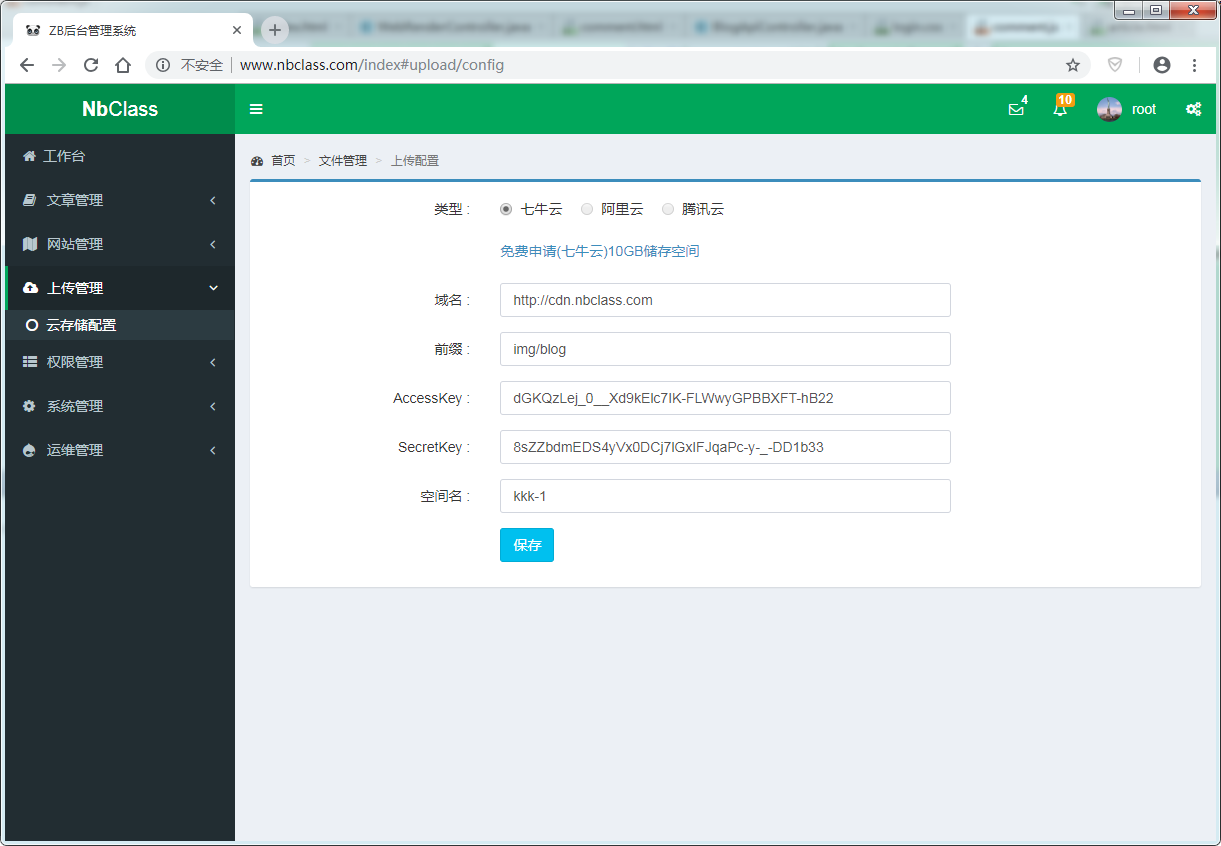 ZB后台管理系统
不安全 www.nbclass.com/index#upload/config
NbClass
4
10
root
工作台
文章管理
网站管理
上传管理
云存储配置
权限管理
系统管理
运维管理
首页 > 文件管理 > 上传配置
类型 : 七牛云 阿里云 腾讯云
免费申请(七牛云)10GB储存空间
域名 : http://cdn.nbclass.com
前缀 : img/blog
AccessKey : dGKQzLej_0__Xd9kElc7IK-FLWwyGPBBXFT-hB22
SecretKey : 8sZZbdmEDS4yVx0DCj7IGxIFJqaPc-y-_-DD1b33
空间名 : kkk-1
保存